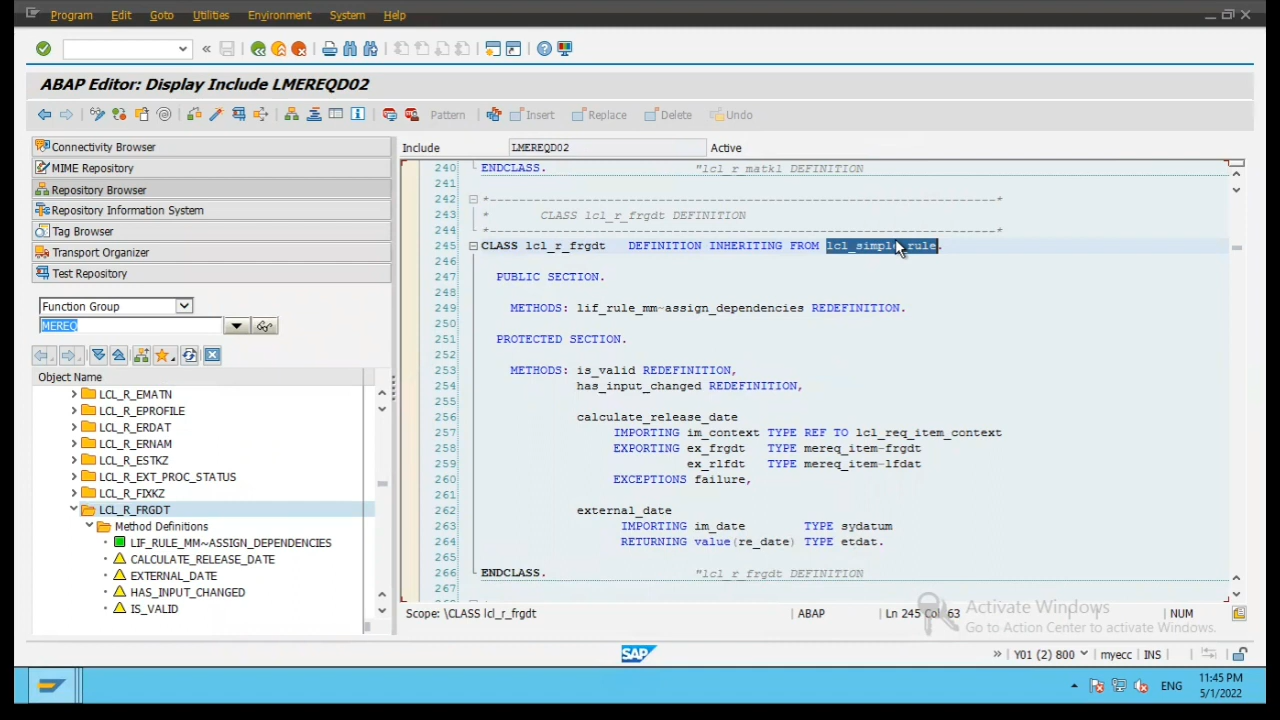 Program Edit Goto Utilities Environment System Help
ABAP Editor: Display Include LMEREQD02
Pattern Insert Replace Delete Undo
Connectivity Browser
MIME Repository
Repository Browser
Repository Information System
Tag Browser
Transport Organizer
Test Repository
Function Group
MEREQ
Object Name
LCL_R_EMATN
LCL_R_EPROFILE
LCL_R_ERDAT
LCL_R_ERNAM
LCL_R_ESTKZ
LCL_R_EXT_PROC_STATUS
LCL_R_FIXKZ
LCL_R_FRGDT
Method Definitions
LIF_RULE_MM~ASSIGN_DEPENDENCIES
CALCULATE_RELEASE_DATE
EXTERNAL_DATE
HAS_INPUT_CHANGED
IS_VALID
Include LMEREQD02 Active
240 ENDCLASS. "lcl_r_matkl DEFINITION
241
242 *----------------------------------------------------------------------*
243 * CLASS lcl_r_frgdt DEFINITION
244 *----------------------------------------------------------------------*
245 CLASS lcl_r_frgdt DEFINITION INHERITING FROM lcl_simple_rule.
246
247 PUBLIC SECTION.
248
249 METHODS: lif_rule_mm~assign_dependencies REDEFINITION.
250
251 PROTECTED SECTION.
252
253 METHODS: is_valid REDEFINITION,
254 has_input_changed REDEFINITION,
255
256 calculate_release_date
257 IMPORTING im_context TYPE REF TO lcl_req_item_context
258 EXPORTING ex_frgdt TYPE mereq_item-frgdt
259 ex_rlfdt TYPE mereq_item-lfdat
260 EXCEPTIONS failure,
261
262 external_date
263 IMPORTING im_date TYPE sydatum
264 RETURNING value(re_date) TYPE etdat.
265
266 ENDCLASS. "lcl_r_frgdt DEFINITION
267
Scope: \CLASS lcl_r_frgdt ABAP Ln 245 Col 63 NUM
Activate Windows
Go to Action Center to activate Windows.
SAP
» Y01 (2) 800 myecc INS
ENG
11:45 PM
5/1/2022